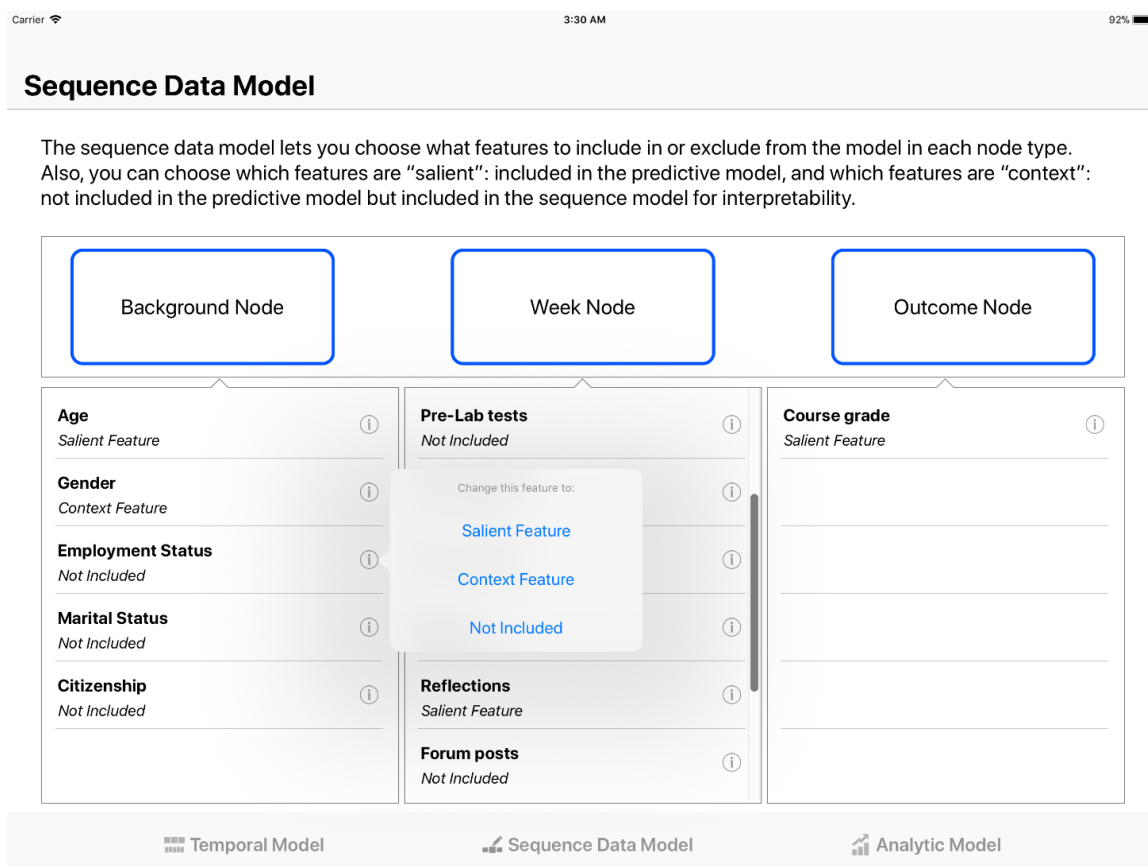 Carrier
3:30 AM
92%
Sequence Data Model
The sequence data model lets you choose what features to include in or exclude from the model in each node type.
Also, you can choose which features are “salient”: included in the predictive model, and which features are “context”:
not included in the predictive model but included in the sequence model for interpretability.
Background Node
Week Node
Outcome Node
Age
Salient Feature
Gender
Context Feature
Employment Status
Not Included
Marital Status
Not Included
Citizenship
Not Included
Pre-Lab tests
Not Included
Change this feature to:
Salient Feature
Context Feature
Not Included
Reflections
Salient Feature
Forum posts
Not Included
Course grade
Salient Feature
Temporal Model
Sequence Data Model
Analytic Model